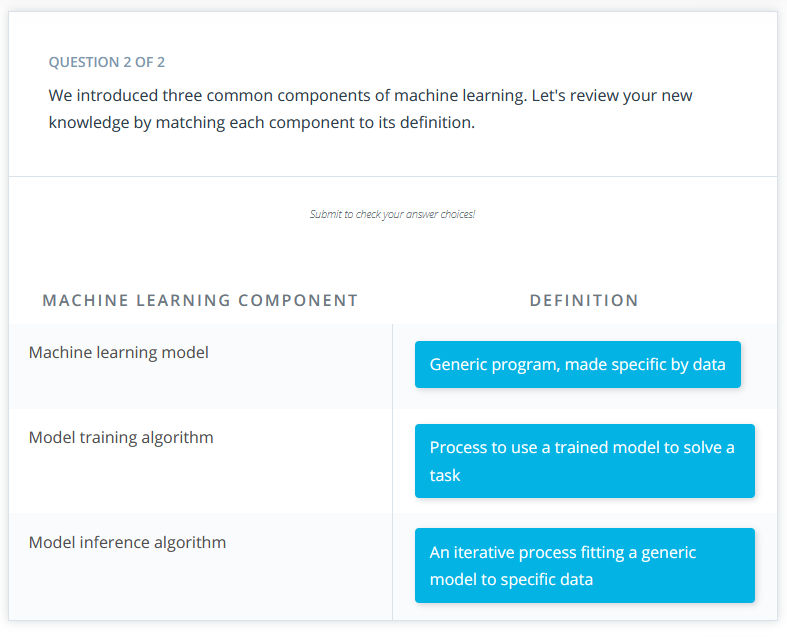 QUESTION 2 OF 2
We introduced three common components of machine learning. Let's review your new
knowledge by matching each component to its definition.
Submit to check your answer choices!
MACHINE LEARNING COMPONENT
DEFINITION
Machine learning model
Generic program, made specific by data
Model training algorithm
Process to use a trained model to solve a
task
Model inference algorithm
An iterative process fitting a generic
model to specific data